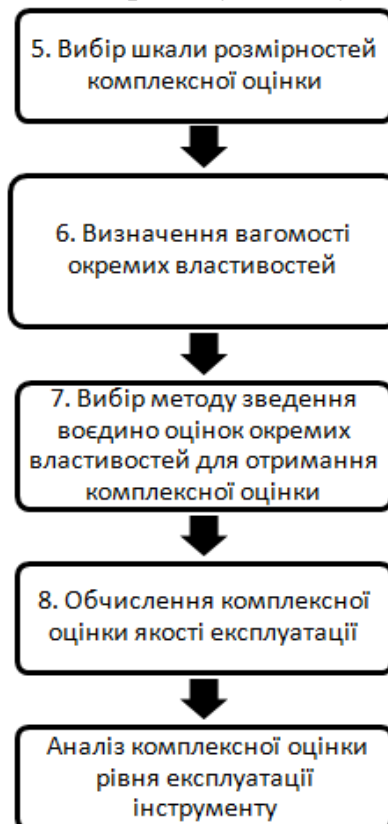 5. Вибір шкали розмірностей
комплексної оцінки
6. Визначення вагомості
окремих властивостей
7. Вибір методу зведення
воєдино оцінок окремих
властивостей для отримання
комплексної оцінки
8. Обчислення комплексної
оцінки якості експлуатації
Аналіз комплексної оцінки
рівня експлуатації
інструменту